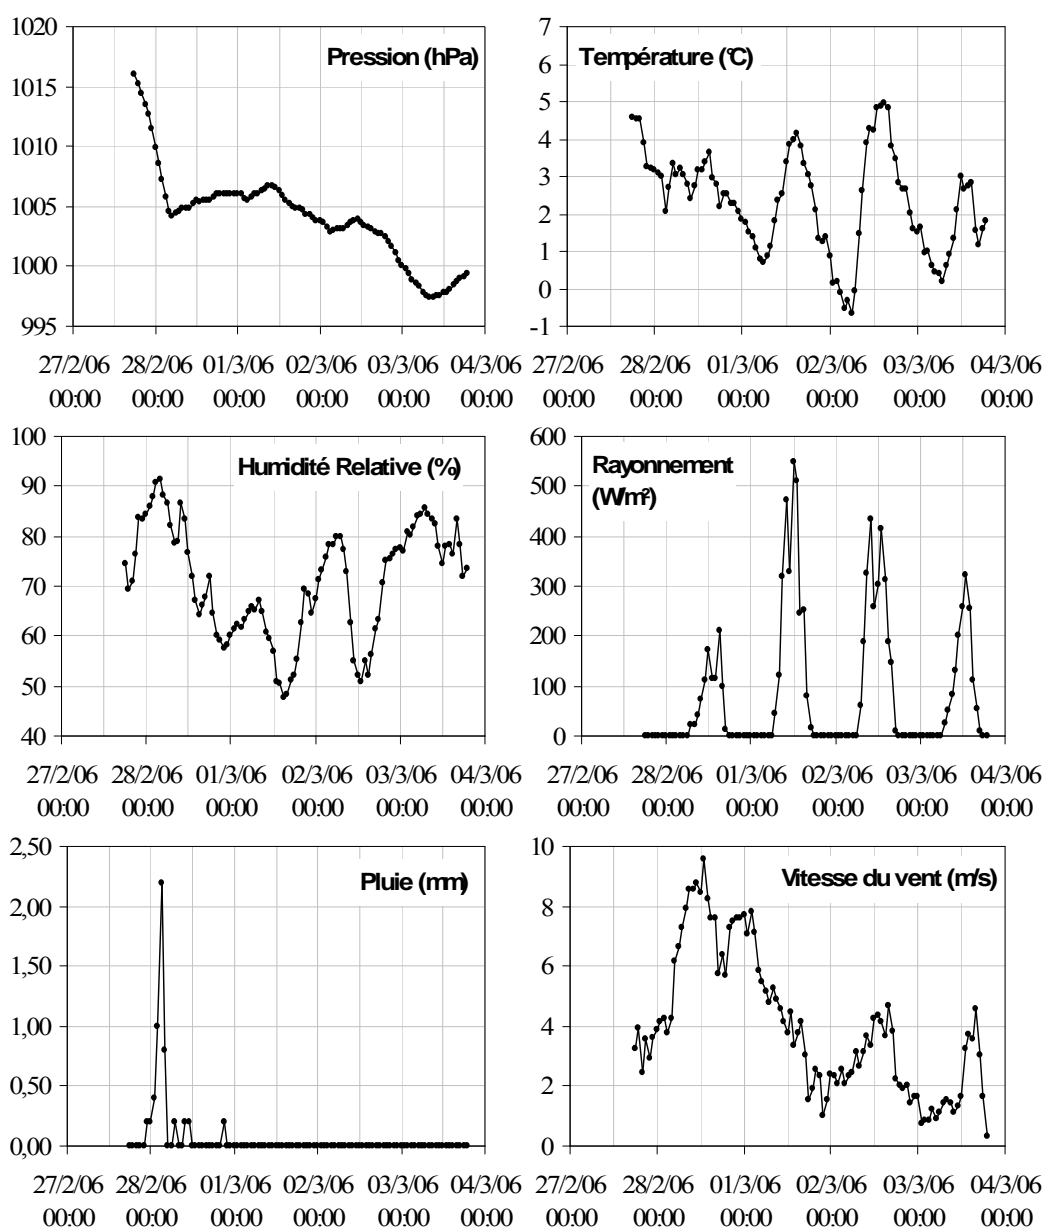 Pression (hPa)
1020
1015
1010
1005
1000
995
27/2/06 28/2/06 01/3/06 02/3/06 03/3/06 04/3/06
00:00 00:00 00:00 00:00 00:00 00:00
Température (°C)
7
6
5
4
3
2
1
0
-1
27/2/06 28/2/06 01/3/06 02/3/06 03/3/06 04/3/06
00:00 00:00 00:00 00:00 00:00 00:00
Humidité Relative (%)
100
90
80
70
60
50
40
27/2/06 28/2/06 01/3/06 02/3/06 03/3/06 04/3/06
00:00 00:00 00:00 00:00 00:00 00:00
Rayonnement
(W/m²)
600
500
400
300
200
100
0
27/2/06 28/2/06 01/3/06 02/3/06 03/3/06 04/3/06
00:00 00:00 00:00 00:00 00:00 00:00
Pluie (mm)
2,50
2,00
1,50
1,00
0,50
0,00
27/2/06 28/2/06 01/3/06 02/3/06 03/3/06 04/3/06
00:00 00:00 00:00 00:00 00:00 00:00
Vitesse du vent (m/s)
10
8
6
4
2
0
27/2/06 28/2/06 01/3/06 02/3/06 03/3/06 04/3/06
00:00 00:00 00:00 00:00 00:00 00:00